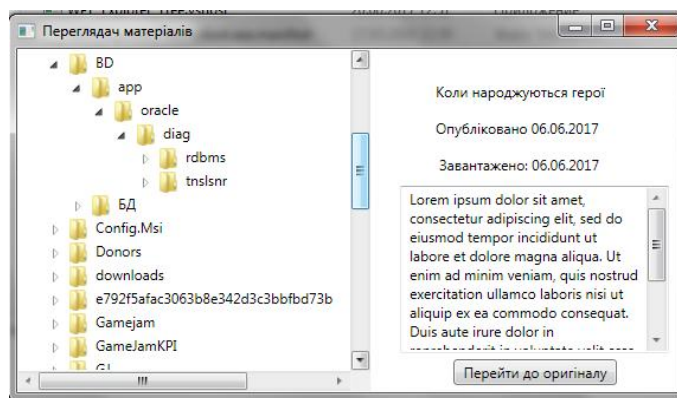 Переглядач матеріалів
BD
app
oracle
diag
rdbms
tnslsnr
БД
Config.Msi
Donors
downloads
e792f5afac3063b8e342d3c3bbfbd73b
Gamejam
GameJamKPI
Коли народжуються герої
Опубліковано 06.06.2017
Завантажено: 06.06.2017
Lorem ipsum dolor sit amet,
consectetur adipiscing elit, sed do
eiusmod tempor incididunt ut
labore et dolore magna aliqua. Ut
enim ad minim veniam, quis nostrud
exercitation ullamco laboris nisi ut
aliquip ex ea commodo consequat.
Duis aute irure dolor in
Перейти до оригіналу